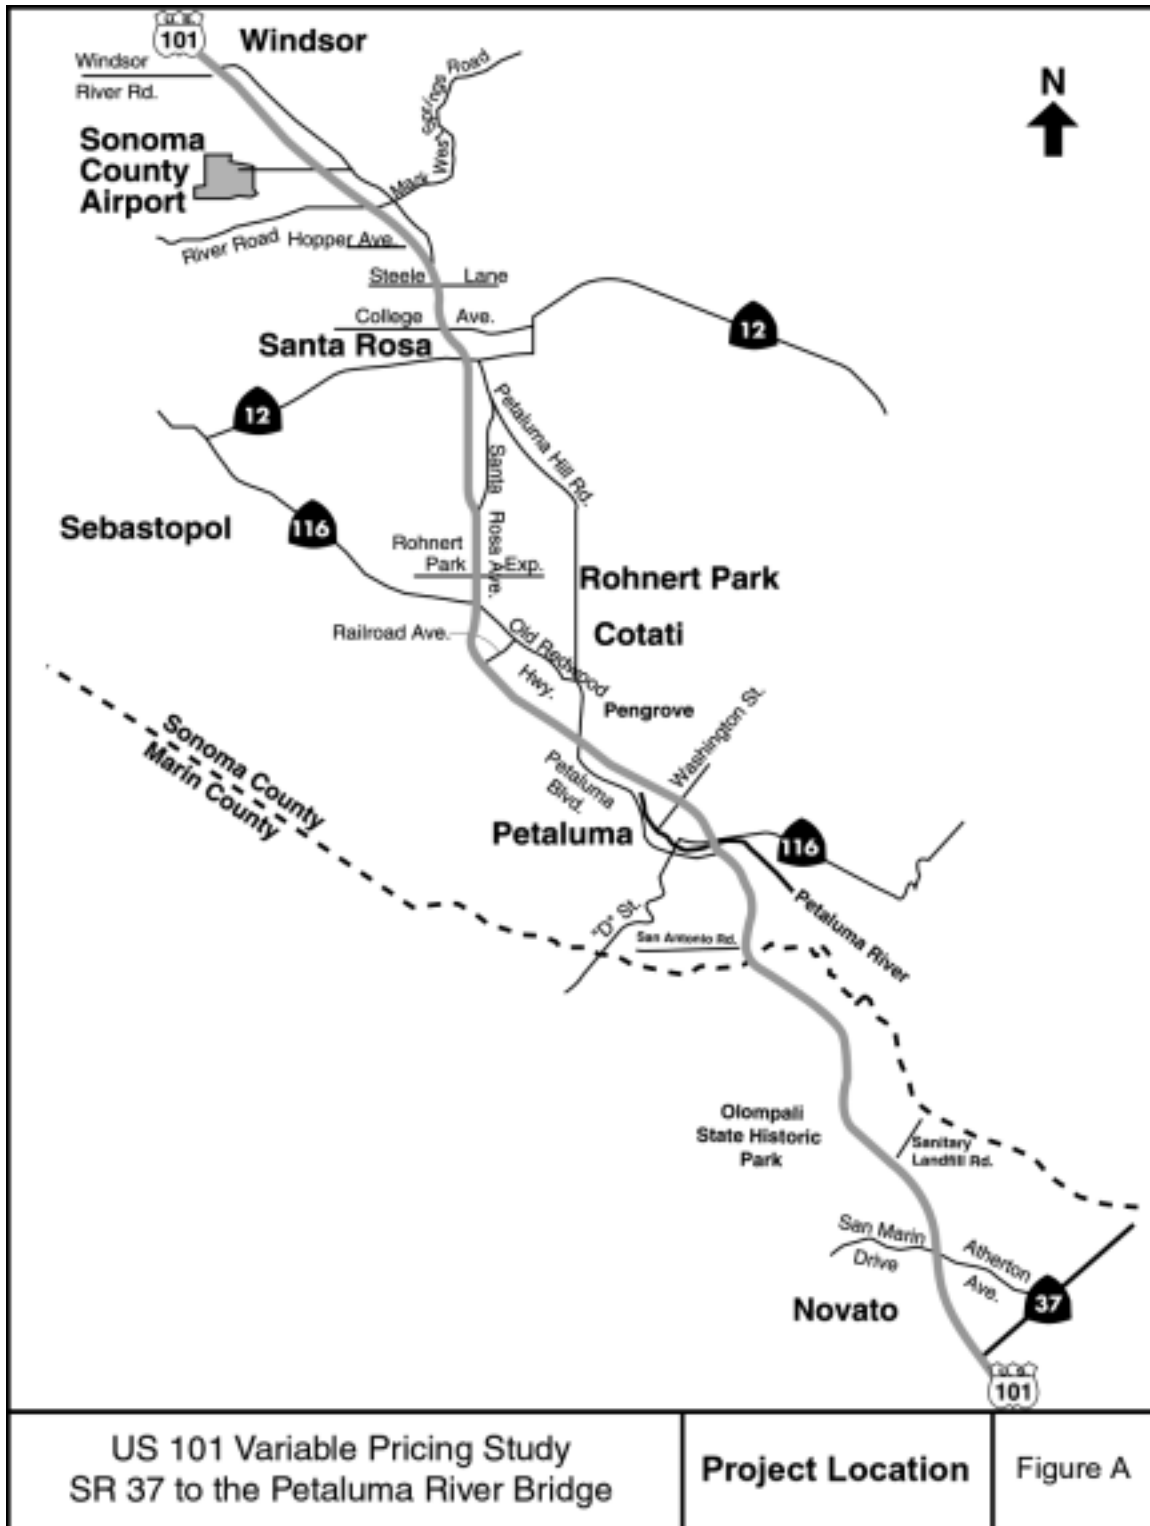 U S
101
Windsor
Windsor
River Rd.
Springs Road
N
Sonoma
County
Airport
Mark Wes
River Road
Hopper Ave.
Steele Lane
College Ave.
12
Santa Rosa
12
Petaluma Hill Rd.
Santa Rosa Ave.
Sebastopol
116
Rohnert
Park Exp.
Rohnert Park
Cotati
Railroad Ave.
Old Redwood
Hwy.
Pengrove
Washington St.
Sonoma County
Marin County
Petaluma
Blvd.
Petaluma
116
"D" St.
San Antonio Rd.
Petaluma River
Olompali
State Historic
Park
Sanitary
Landfill Rd.
San Marin
Drive
Atherton
Ave.
Novato
37
U S
101
US 101 Variable Pricing Study
SR 37 to the Petaluma River Bridge
Project Location
Figure A